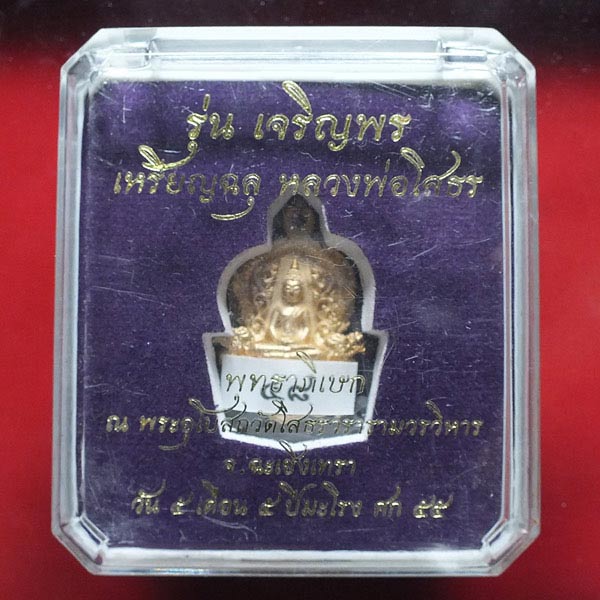 รุ่น เจริญพร
เหรียญฉลุ หลวงพ่อโสธร
พุทธาภิเษก
ณ พระอุโบสถวัดโสธรวรารามวรวิหาร
จ.ฉะเชิงเทรา
วัน ๕ เดือน ๕ ปีมะโรง ศก ๕๕